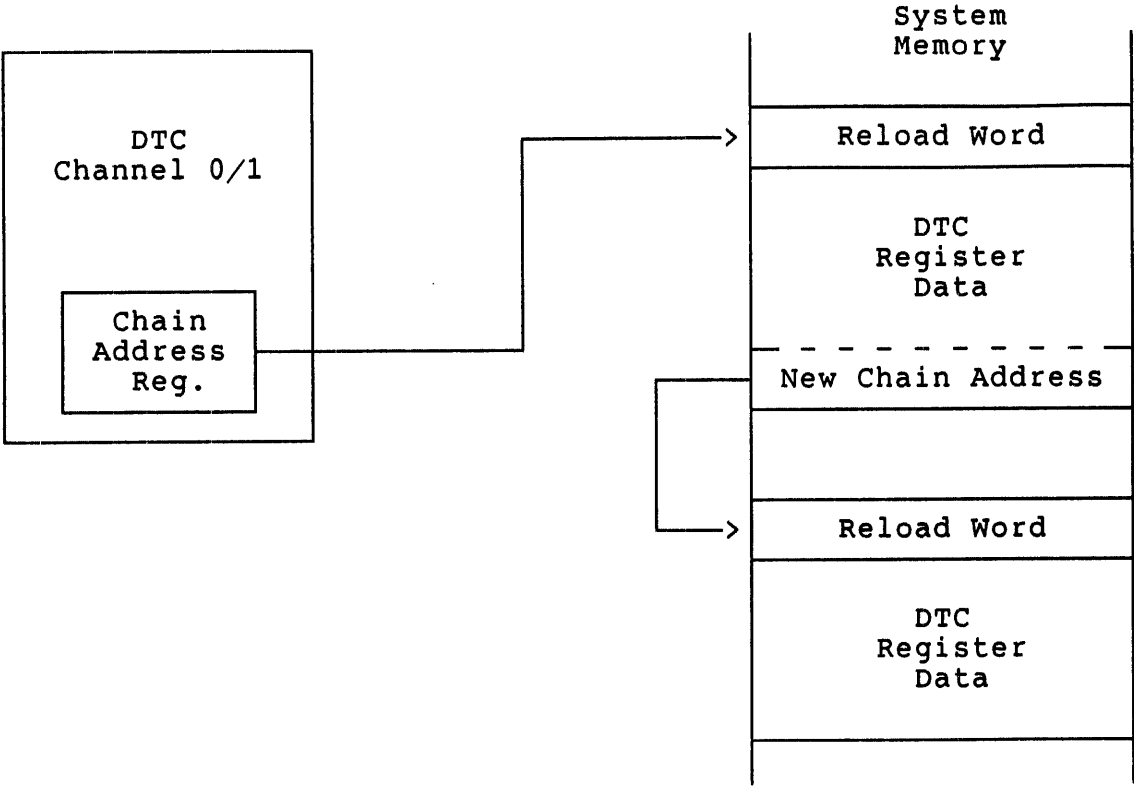 DTC
Channel 0/1
Chain
Address
Reg.
System
Memory
Reload Word
DTC
Register
Data
New Chain Address
Reload Word
DTC
Register
Data